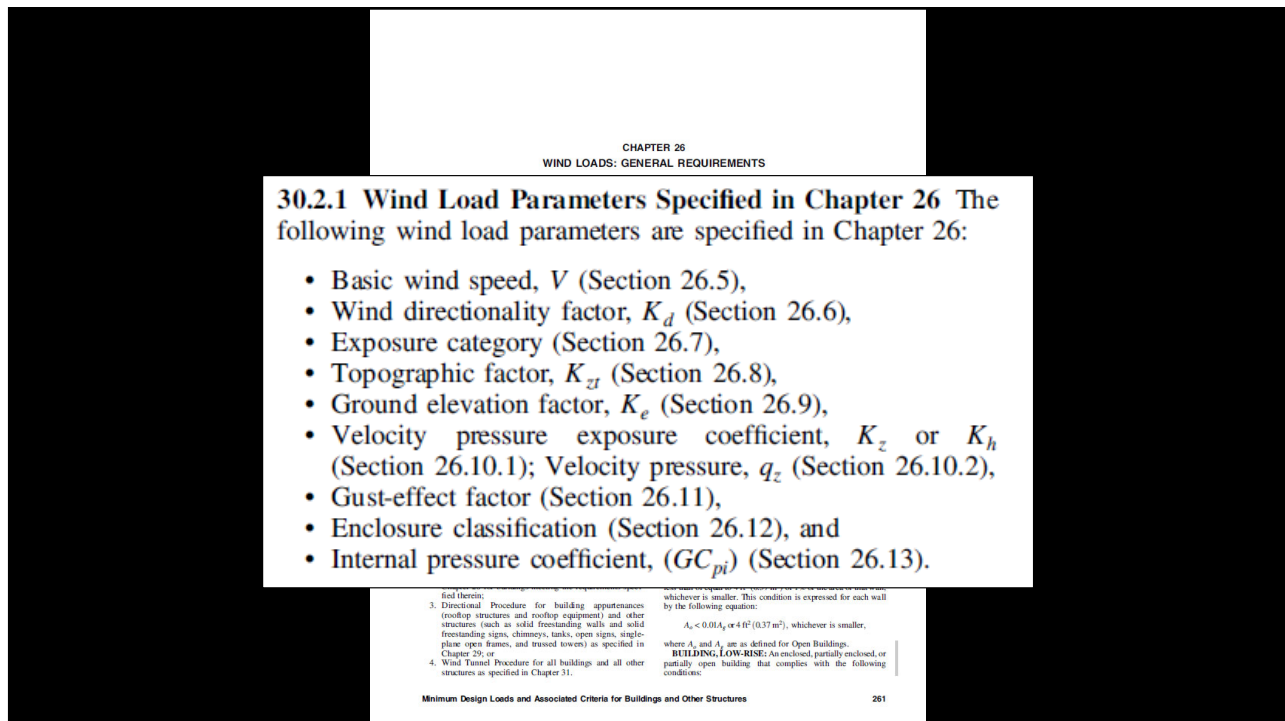 CHAPTER 26
WIND LOADS: GENERAL REQUIREMENTS
30.2.1 Wind Load Parameters Specified in Chapter 26 The
following wind load parameters are specified in Chapter 26:
• Basic wind speed, V (Section 26.5),
• Wind directionality factor, K_d (Section 26.6),
• Exposure category (Section 26.7),
• Topographic factor, K_zt (Section 26.8),
• Ground elevation factor, K_e (Section 26.9),
• Velocity pressure exposure coefficient, K_z or K_h
(Section 26.10.1); Velocity pressure, q_z (Section 26.10.2),
• Gust-effect factor (Section 26.11),
• Enclosure classification (Section 26.12), and
• Internal pressure coefficient, (GC_pi) (Section 26.13).
fied therein;
3. Directional Procedure for building appurtenances
(rooftop structures and rooftop equipment) and other
structures (such as solid freestanding walls and solid
freestanding signs, chimneys, tanks, open signs, single-
plane open frames, and trussed towers) as specified in
Chapter 29; or
4. Wind Tunnel Procedure for all buildings and all other
structures as specified in Chapter 31.
whichever is smaller. This condition is expressed for each wall
by the following equation:
A_o < 0.01A_g or 4 ft² (0.37 m²), whichever is smaller,
where A_o and A_g are as defined for Open Buildings.
BUILDING, LOW-RISE: An enclosed, partially enclosed, or
partially open building that complies with the following
conditions:
Minimum Design Loads and Associated Criteria for Buildings and Other Structures
261